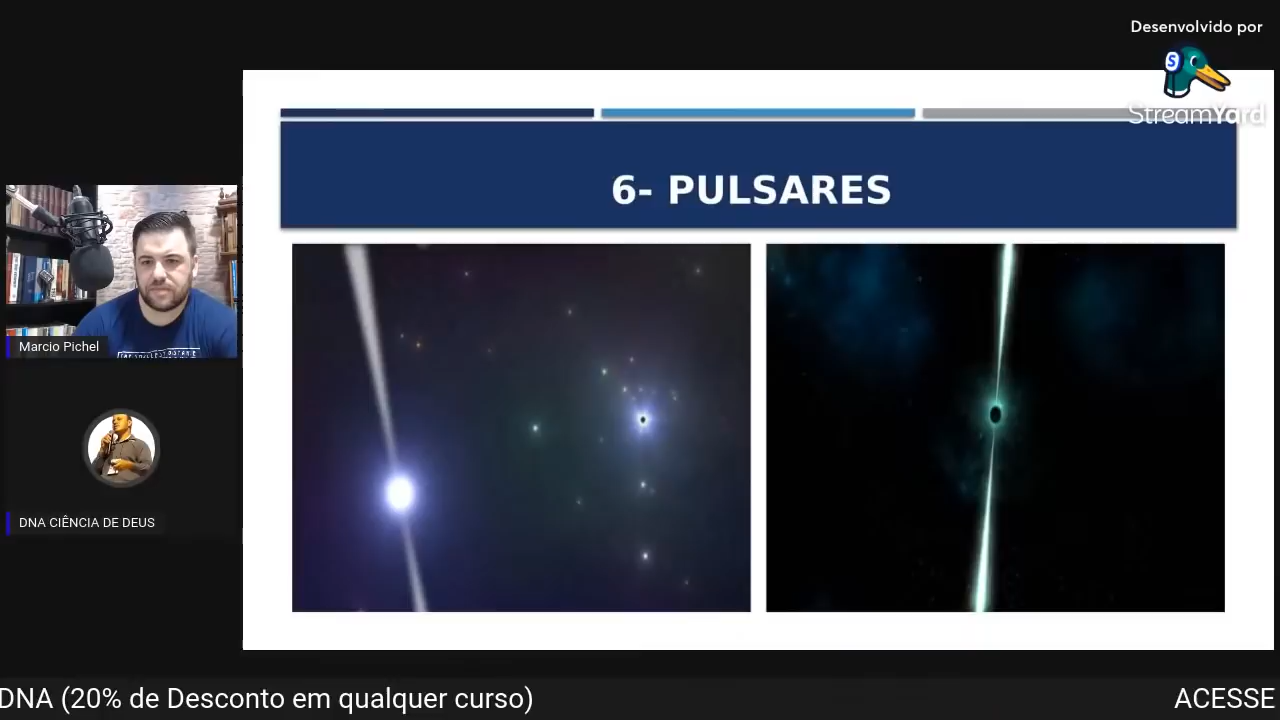 Desenvolvido por
S
StreamYard
6- PULSARES
Marcio Pichel
DNA CIÊNCIA DE DEUS
DNA (20% de Desconto em qualquer curso)
ACESSE